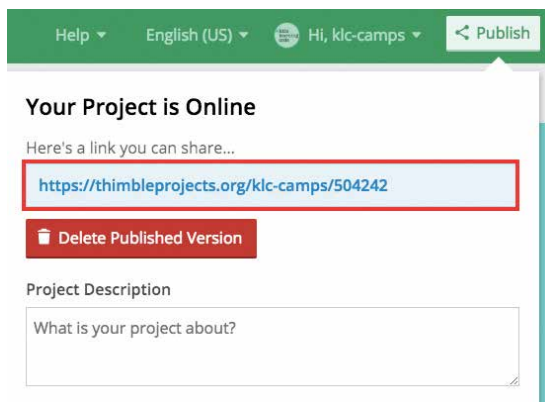 Help English (US) Hi, klc-camps Publish
Your Project is Online
Here's a link you can share...
https://thimbleprojects.org/klc-camps/504242
Delete Published Version
Project Description
What is your project about?